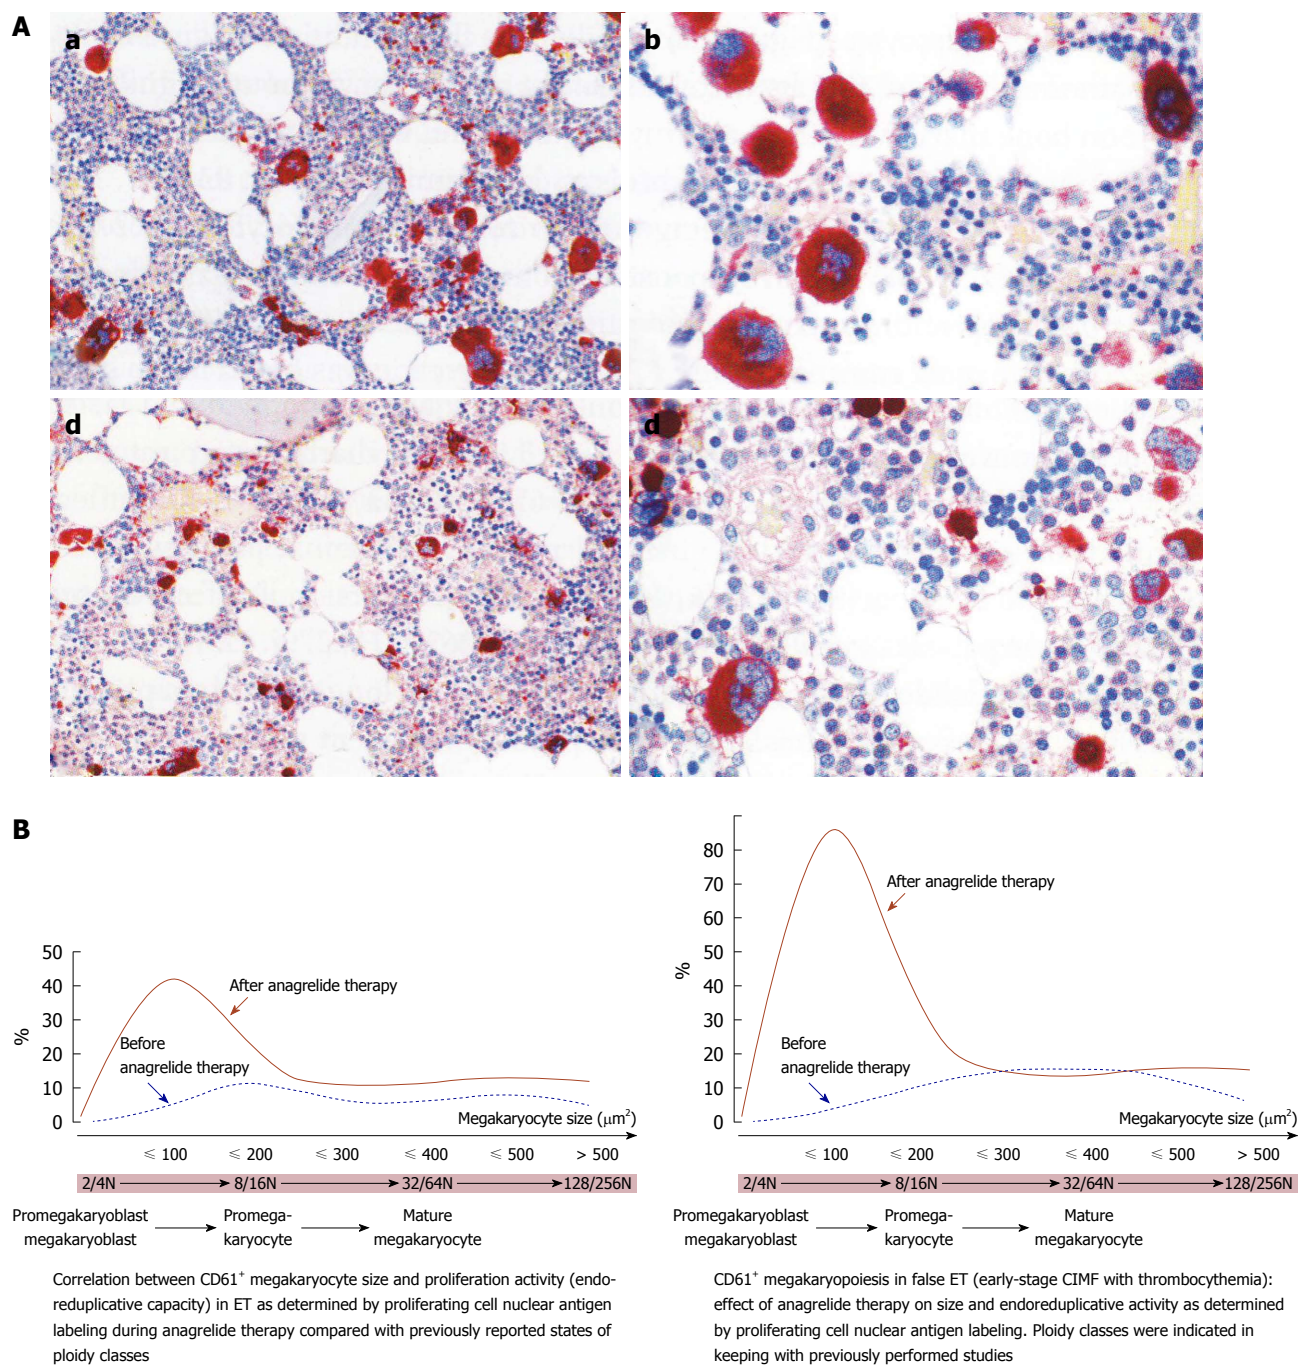 A
a
b
d
d
B
50
40
30
20
10
0
%
After anagrelide therapy
Before
anagrelide therapy
Megakaryocyte size (μm²)
⩽ 100 ⩽ 200 ⩽ 300 ⩽ 400 ⩽ 500 > 500
2/4N 8/16N 32/64N 128/256N
Promegakaryoblast
megakaryoblast
Promega-
karyocyte
Mature
megakaryocyte
Correlation between CD61⁺ megakaryocyte size and proliferation activity (endo-
reduplicative capacity) in ET as determined by proliferating cell nuclear antigen
labeling during anagrelide therapy compared with previously reported states of
ploidy classes
80
70
60
50
40
30
20
10
0
%
After anagrelide therapy
Before
anagrelide therapy
Megakaryocyte size (μm²)
⩽ 100 ⩽ 200 ⩽ 300 ⩽ 400 ⩽ 500 > 500
2/4N 8/16N 32/64N 128/256N
Promegakaryoblast
megakaryoblast
Promega-
karyocyte
Mature
megakaryocyte
CD61⁺ megakaryopoiesis in false ET (early-stage CIMF with thrombocythemia):
effect of anagrelide therapy on size and endoreduplicative activity as determined
by proliferating cell nuclear antigen labeling. Ploidy classes were indicated in
keeping with previously performed studies